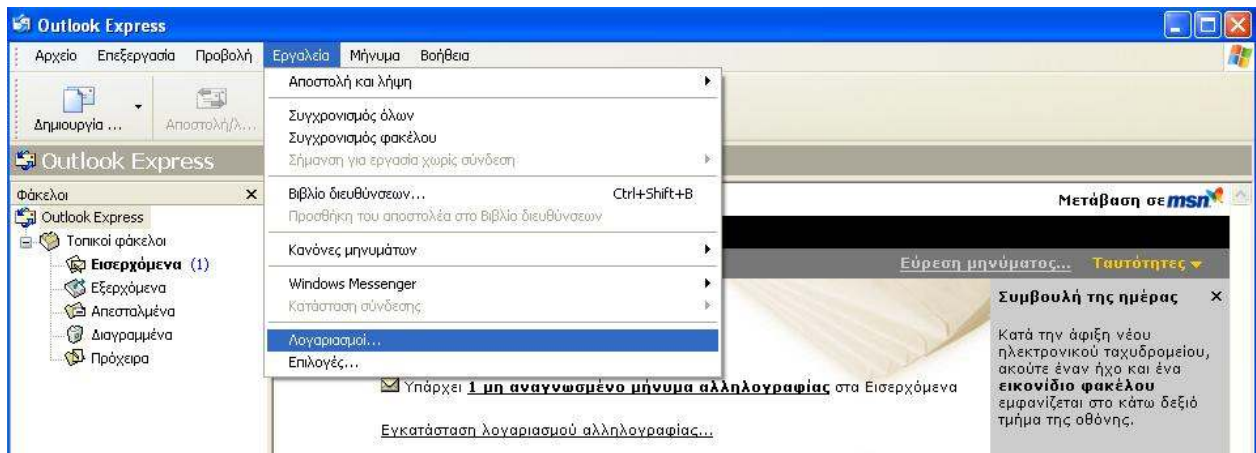 Outlook Express
Αρχείο Επεξεργασία Προβολή Εργαλεία Μήνυμα Βοήθεια
Δημιουργία ... Αποστολή/λ...
Outlook Express
Αποστολή και λήψη
Συγχρονισμός όλων
Συγχρονισμός φακέλου
Σήμανση για εργασία χωρίς σύνδεση
Βιβλίο διευθύνσεων... Ctrl+Shift+B
Προσθήκη του αποστολέα στο Βιβλίο διευθύνσεων
Κανόνες μηνυμάτων
Windows Messenger
Κατάσταση σύνδεσης
Λογαριασμοί...
Επιλογές...
Φάκελοι
Outlook Express
Τοπικοί φάκελοι
Εισερχόμενα (1)
Εξερχόμενα
Απεσταλμένα
Διαγραμμένα
Πρόχειρα
Μετάβαση σε msn
Εύρεση μηνύματος... Ταυτότητες
Υπάρχει 1 μη αναγνωσμένο μήνυμα αλληλογραφίας στα Εισερχόμενα
Εγκατάσταση λογαριασμού αλληλογραφίας...
Συμβουλή της ημέρας
Κατά την άφιξη νέου
ηλεκτρονικού ταχυδρομείου,
ακούτε έναν ήχο και ένα
εικονίδιο φακέλου
εμφανίζεται στο κάτω δεξιό
τμήμα της οθόνης.